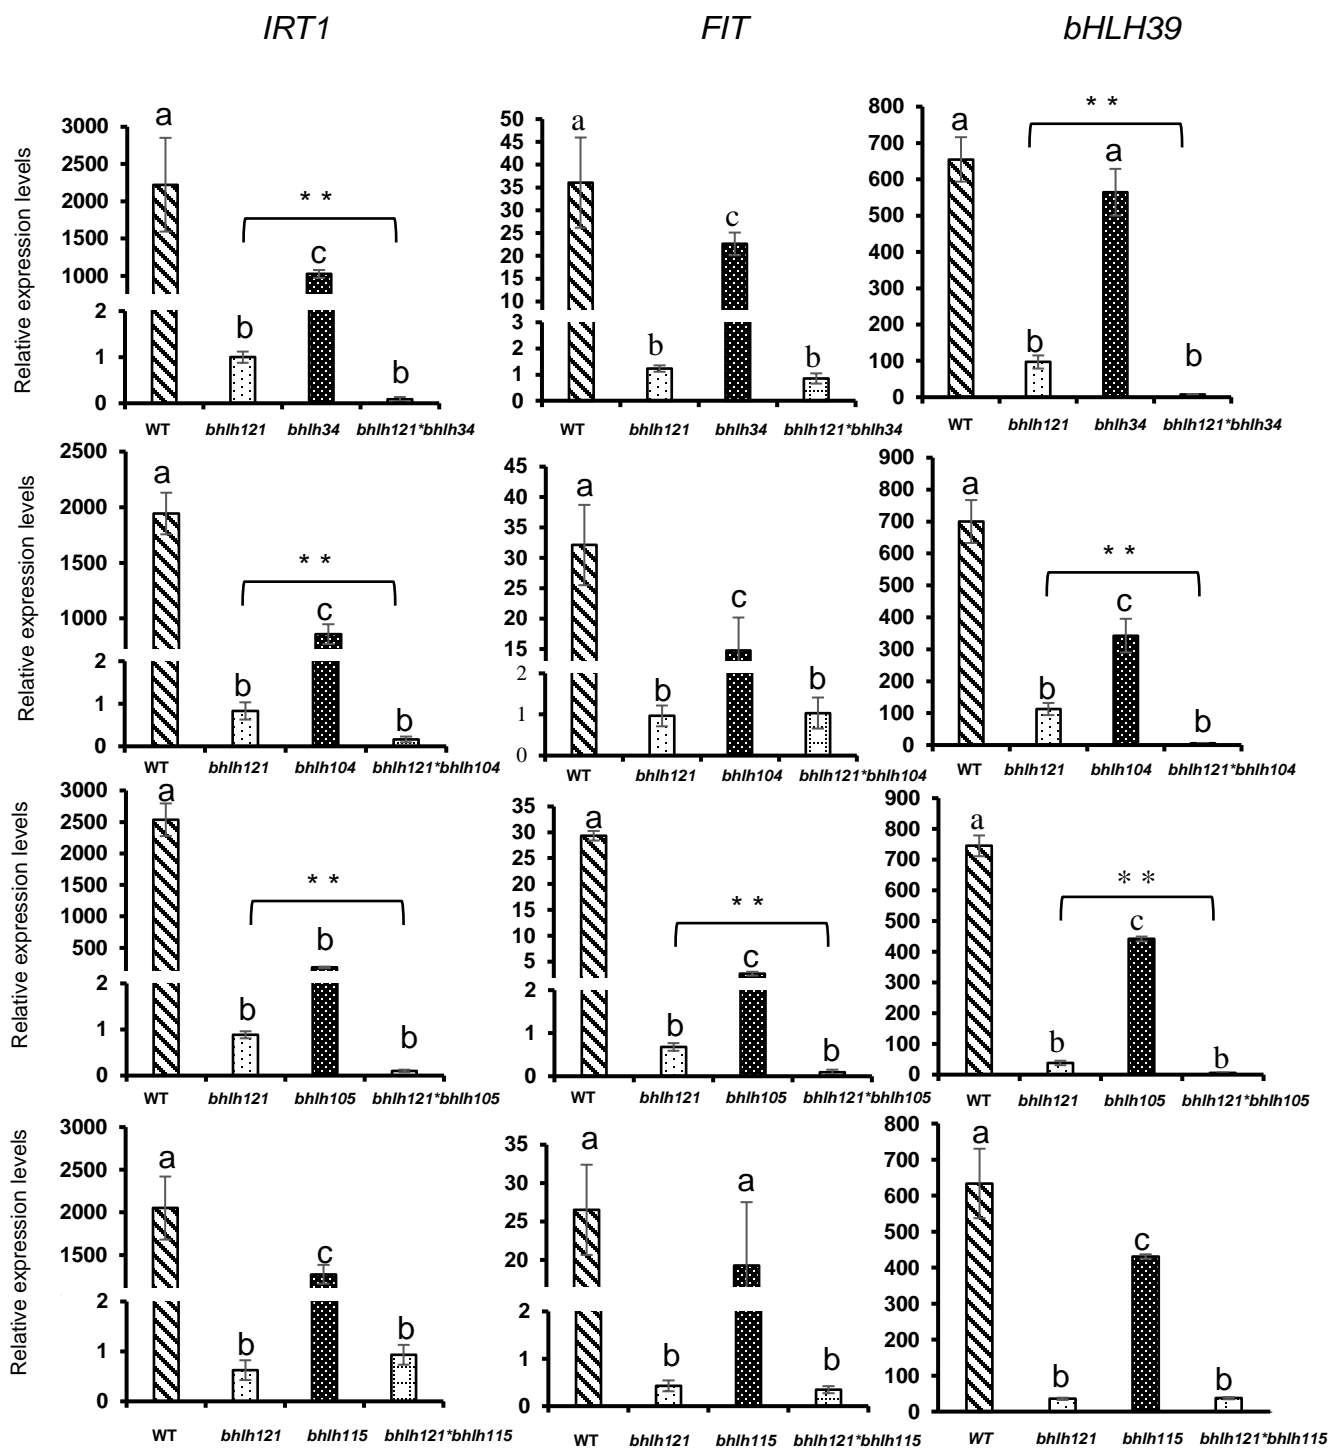 IRT1 FIT bHLH39
Relative expression levels
3000
2500
2000
1500
1000
2
1
0
a
b
c
b
* *
WT bhlh121 bhlh34 bhlh121*bhlh34
50
45
40
35
30
25
20
15
10
5
3
2
1
0
a
b
c
b
WT bhlh121 bhlh34 bhlh121*bhlh34
800
700
600
500
400
300
200
100
0
a
b
a
b
* *
WT bhlh121 bhlh34 bhlh121*bhlh34
Relative expression levels
2500
2000
1500
1000
2
1
0
a
b
c
b
* *
WT bhlh121 bhlh104 bhlh121*bhlh104
45
40
35
30
25
20
15
2
1
0
a
b
c
b
WT bhlh121 bhlh104 bhlh121*bhlh104
900
800
700
600
500
400
300
200
100
0
a
b
c
b
* *
WT bhlh121 bhlh104 bhlh121*bhlh104
Relative expression levels
3000
2500
2000
1500
1000
500
2
1
0
a
b
b
b
* *
WT bhlh121 bhlh105 bhlh121*bhlh105
35
30
25
20
15
10
5
2
1
0
a
b
c
b
* *
WT bhlh121 bhlh105 bhlh121*bhlh105
900
800
700
600
500
400
300
200
100
0
a
b
c
b
* *
WT bhlh121 bhlh105 bhlh121*bhlh105
Relative expression levels
3000
2500
2000
1500
2
1
0
a
b
c
b
WT bhlh121 bhlh115 bhlh121*bhlh115
35
30
25
20
2
1
0
a
b
a
b
WT bhlh121 bhlh115 bhlh121*bhlh115
800
700
600
500
400
300
200
100
0
a
b
c
b
WT bhlh121 bhlh115 bhlh121*bhlh115